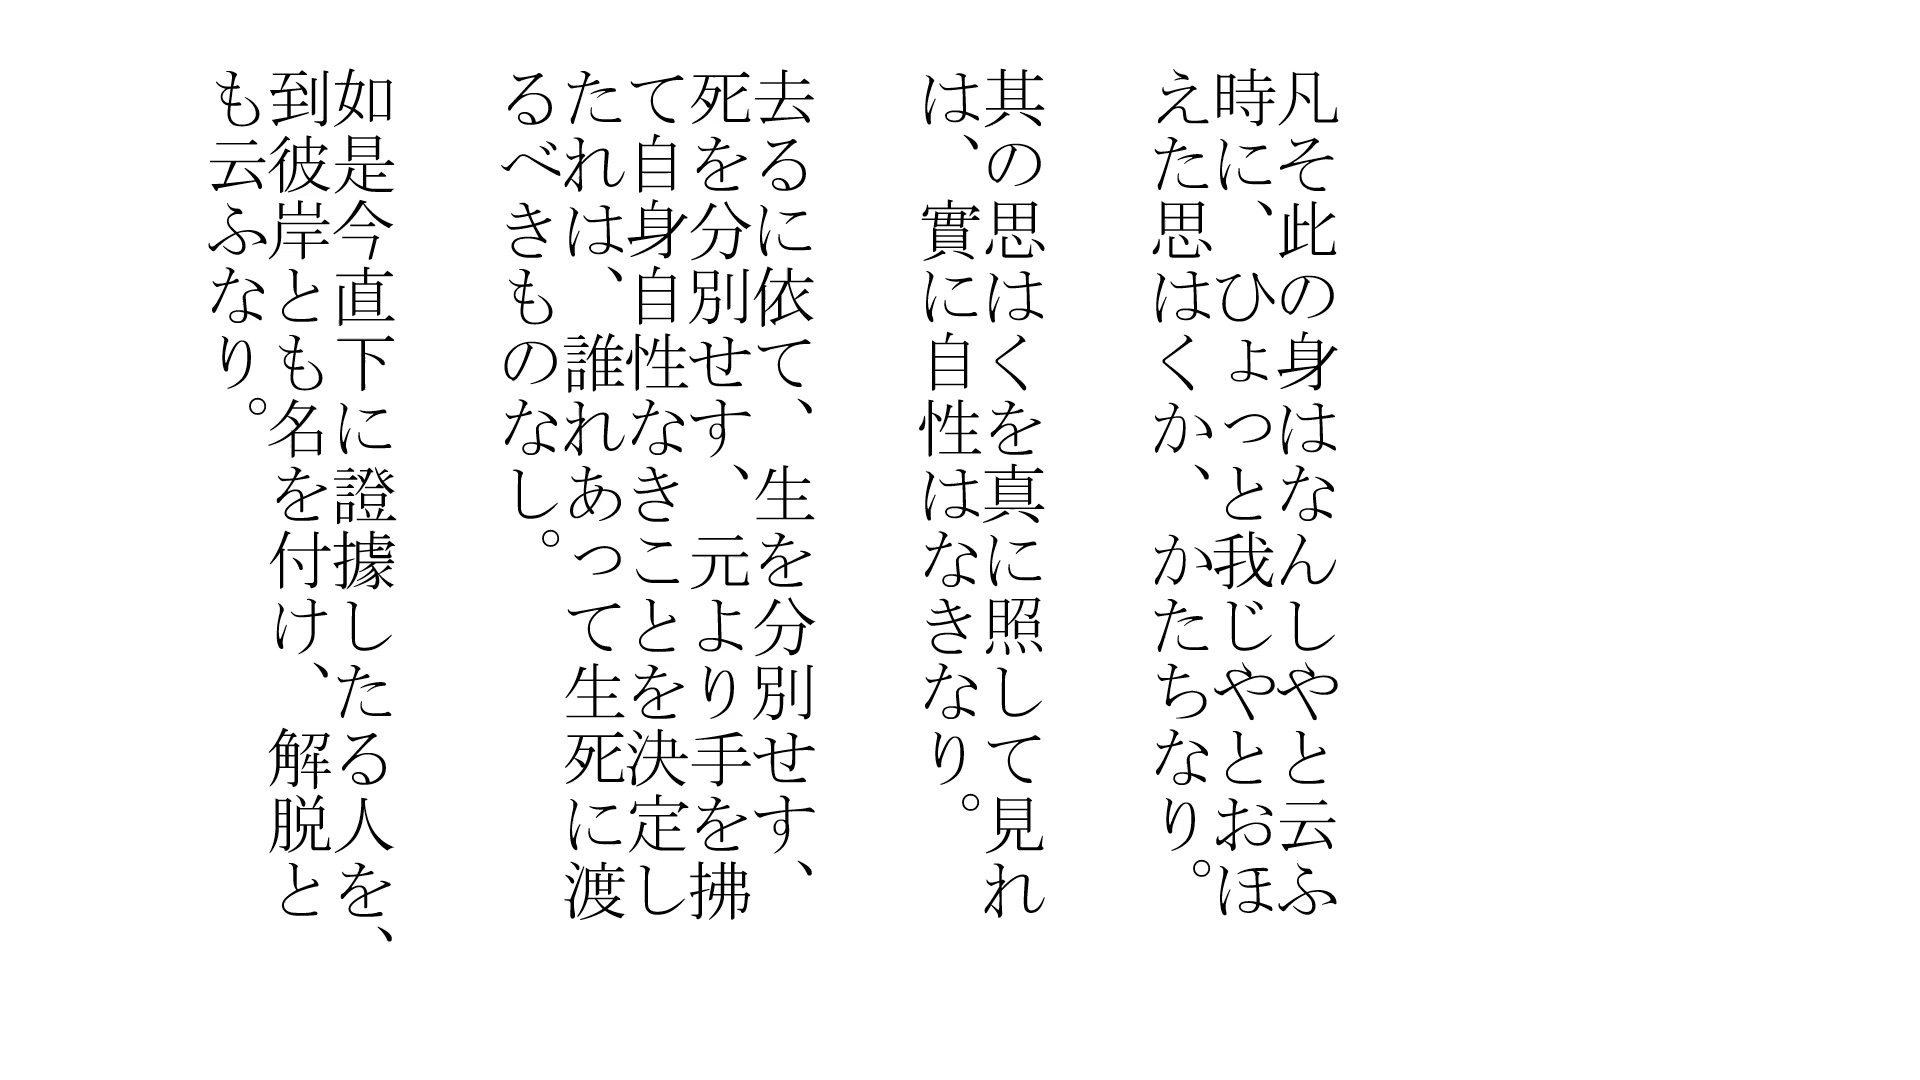 凡そ此の身はなんしやと云ふ
時に、ひょっと我じやとおほ
えた思はくか、かたちなり。
其の思はくを真に照して見れ
は、實に自性はなきなり。
去るに依て、生を分別せす、
死を分別せす、元より手を拂
て自身自性なきことを決定し
たれは、誰れあって生死に渡
るべきものなし。
如是今直下に證據したる人を、
到彼岸とも名を付け、解脱と
も云ふなり。